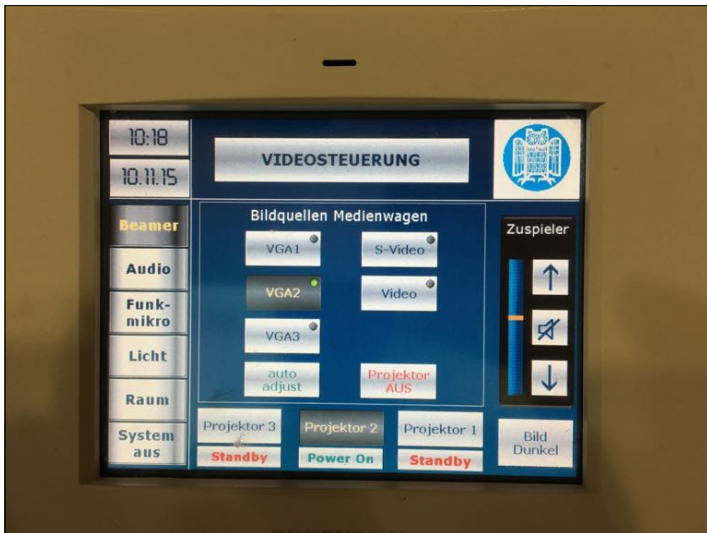 10:18
10.11.15
VIDEOSTEUERUNG
Beamer
Audio
Funk-
mikro
Licht
Raum
System
aus
Bildquellen Medienwagen
VGA1
S-Video
VGA2
Video
VGA3
auto
adjust
Projektor
AUS
Zuspieler
Projektor 3
Projektor 2
Projektor 1
Standby
Power On
Standby
Bild
Dunkel